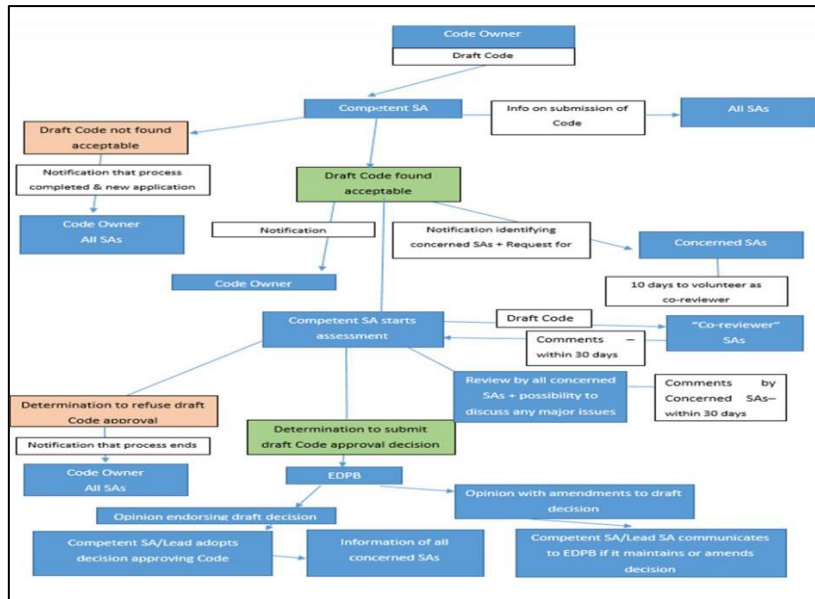 Code Owner
Draft Code
Competent SA
Info on submission of
Code
All SAs
Draft Code not found
acceptable
Notification that process
completed & new application
Draft Code found
acceptable
Code Owner
All SAs
Notification
Notification identifying
concerned SAs + Request for
Concerned SAs
Code Owner
10 days to volunteer as
co-reviewer
Competent SA starts
assessment
Draft Code
Comments –
within 30 days
"Co-reviewer"
SAs
Review by all concerned
SAs + possibility to
discuss any major issues
Comments by
Concerned SAs–
within 30 days
Determination to refuse draft
Code approval
Notification that process ends
Code Owner
All SAs
Determination to submit
draft Code approval decision
EDPB
Opinion endorsing draft decision
Opinion with amendments to draft
decision
Competent SA/Lead adopts
decision approving Code
Information of all
concerned SAs
Competent SA/Lead SA communicates
to EDPB if it maintains or amends
decision